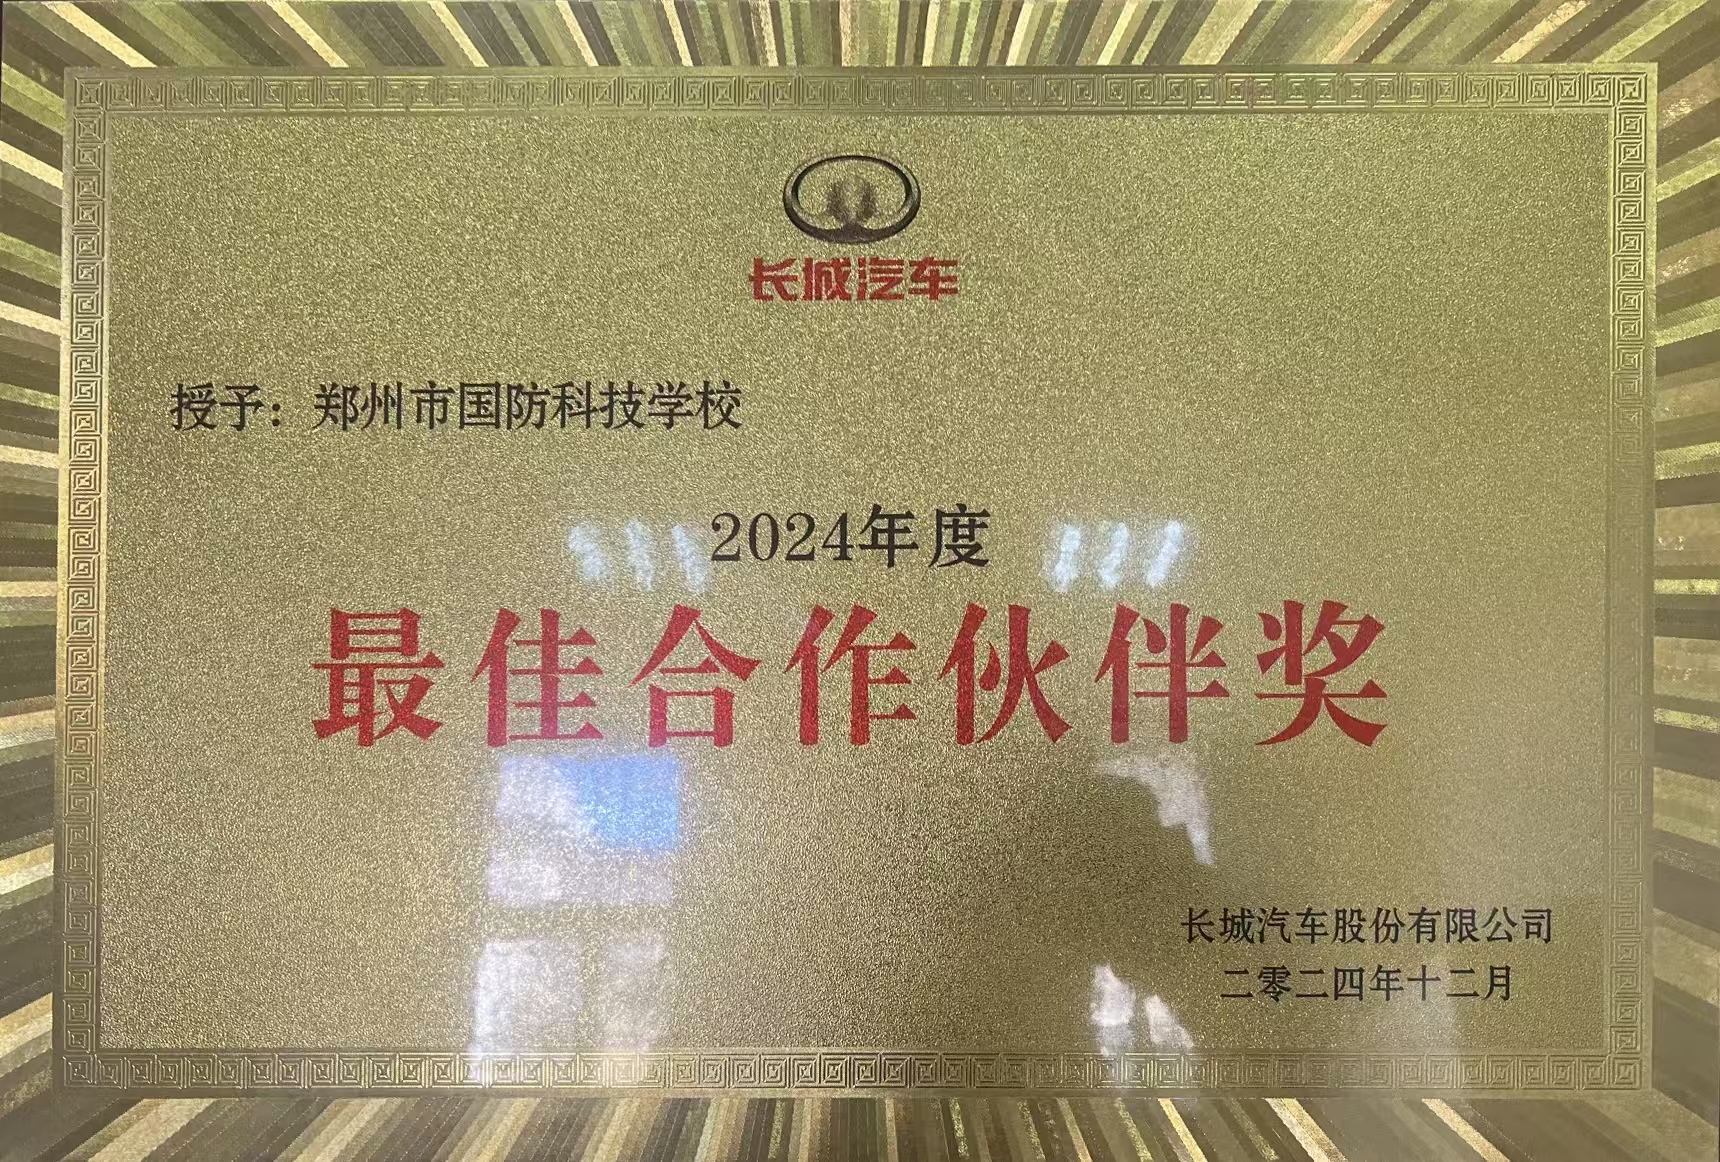 长城汽车
授予：郑州市国防科技学校
2024年度
最佳合作伙伴奖
长城汽车股份有限公司
二零二四年十二月